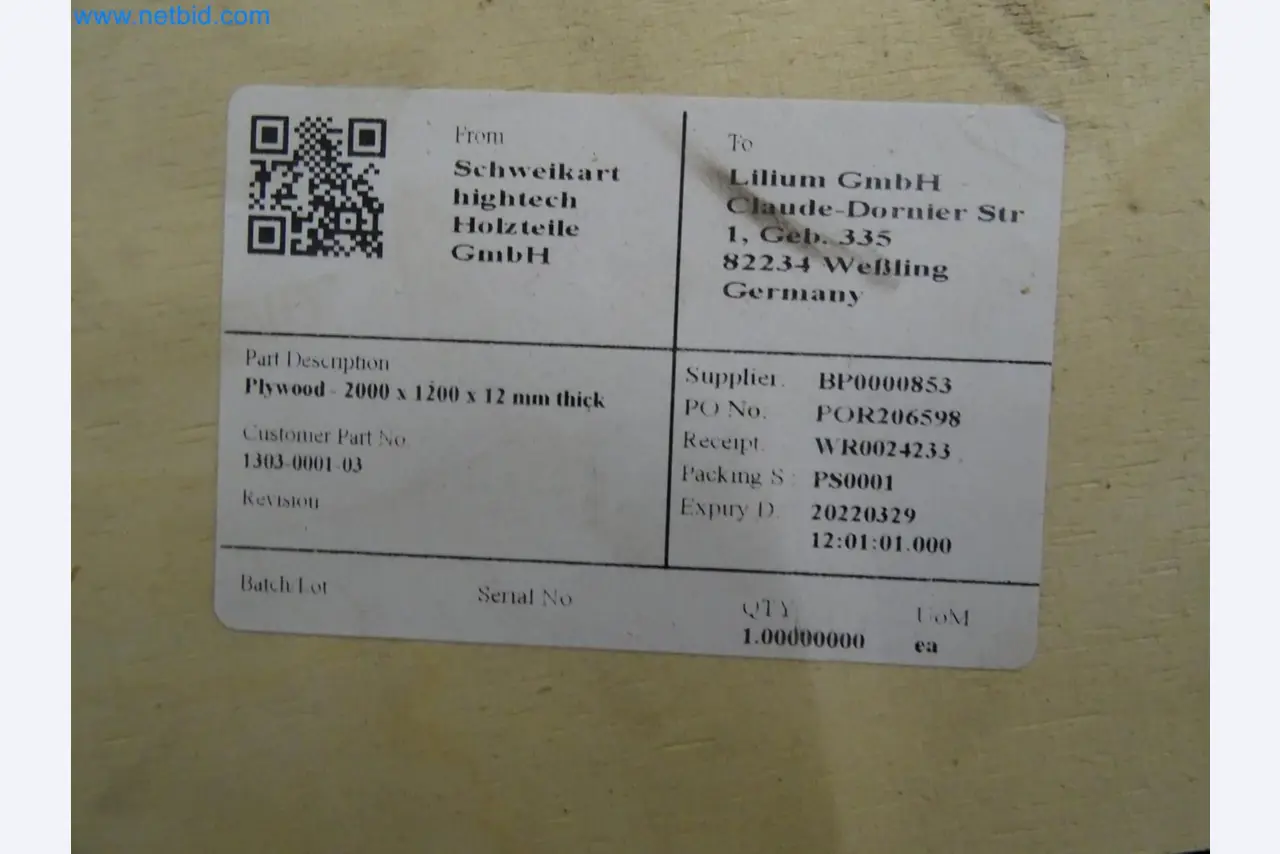 www.netbid.com
From
Schweikart
hightech
Holzteile
GmbH
To
Lilium GmbH
Claude-Dornier Str
1, Geb. 335
82234 Weßling
Germany
Part Description
Plywood - 2000 x 1200 x 12 mm thick
Customer Part No
1303-0001-03
Revision
Supplier. BP0000853
PO No. POR206598
Receipt. WR0024233
Packing S : PS0001
Expiry D. 20220329
12:01:01.000
Batch/Lot
Serial No
QTY
1.00000000
UoM
ea